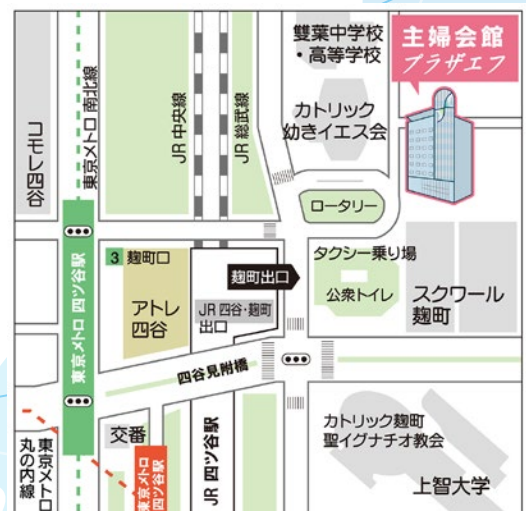 雙葉中学校
・高等学校
主婦会館
プラザエフ
コモレ四谷
東京メトロ 南北線
JR 中央線
JR 総武線
カトリック
幼きイエス会
ロータリー
3 麹町口
麹町出口
タクシー乗り場
東京メトロ 四ツ谷駅
アトレ
四谷
JR 四谷・麹町
出口
公衆トイレ
スクワール
麹町
四谷見附橋
交番
カトリック麹町
聖イグナチオ教会
東京メトロ
丸の内線
東京メトロ
四ツ谷駅
JR 四ツ谷駅
上智大学